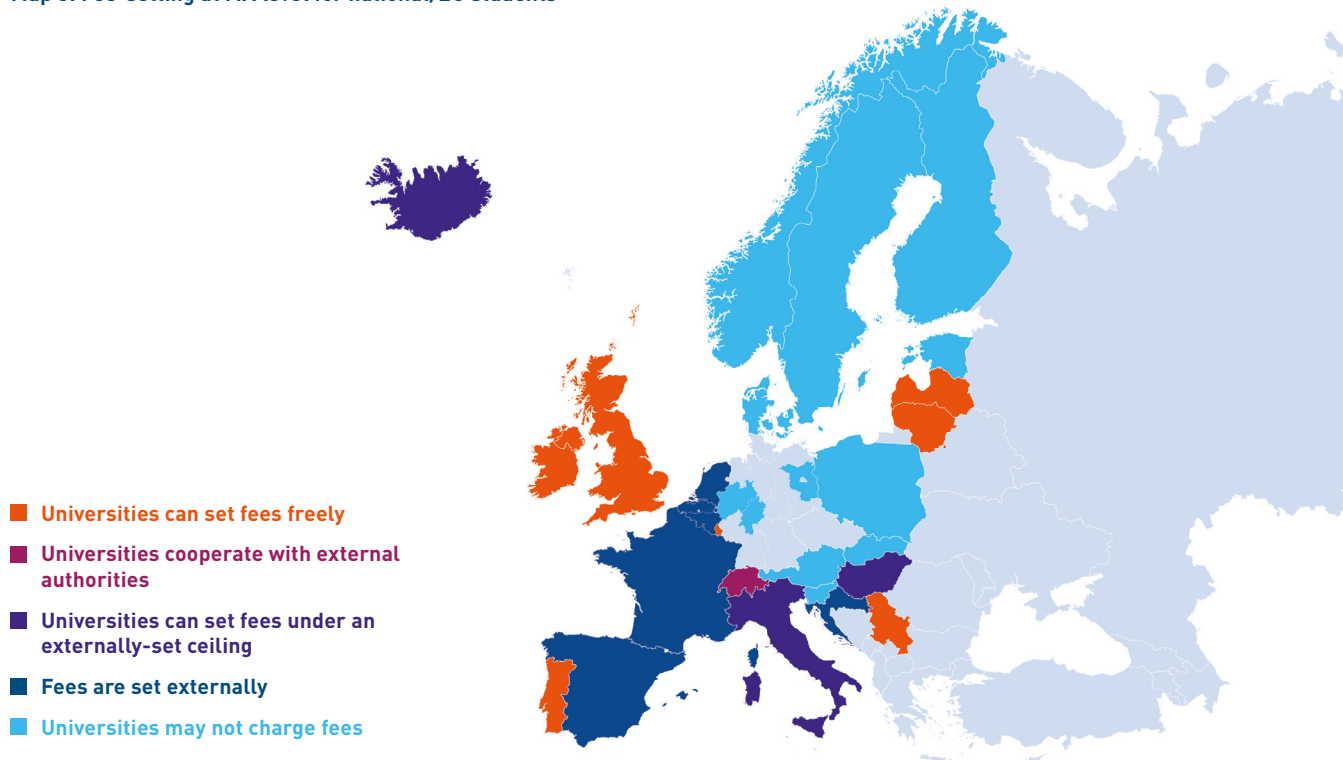 Universities can set fees freely
Universities cooperate with external
authorities
Universities can set fees under an
externally-set ceiling
Fees are set externally
Universities may not charge fees